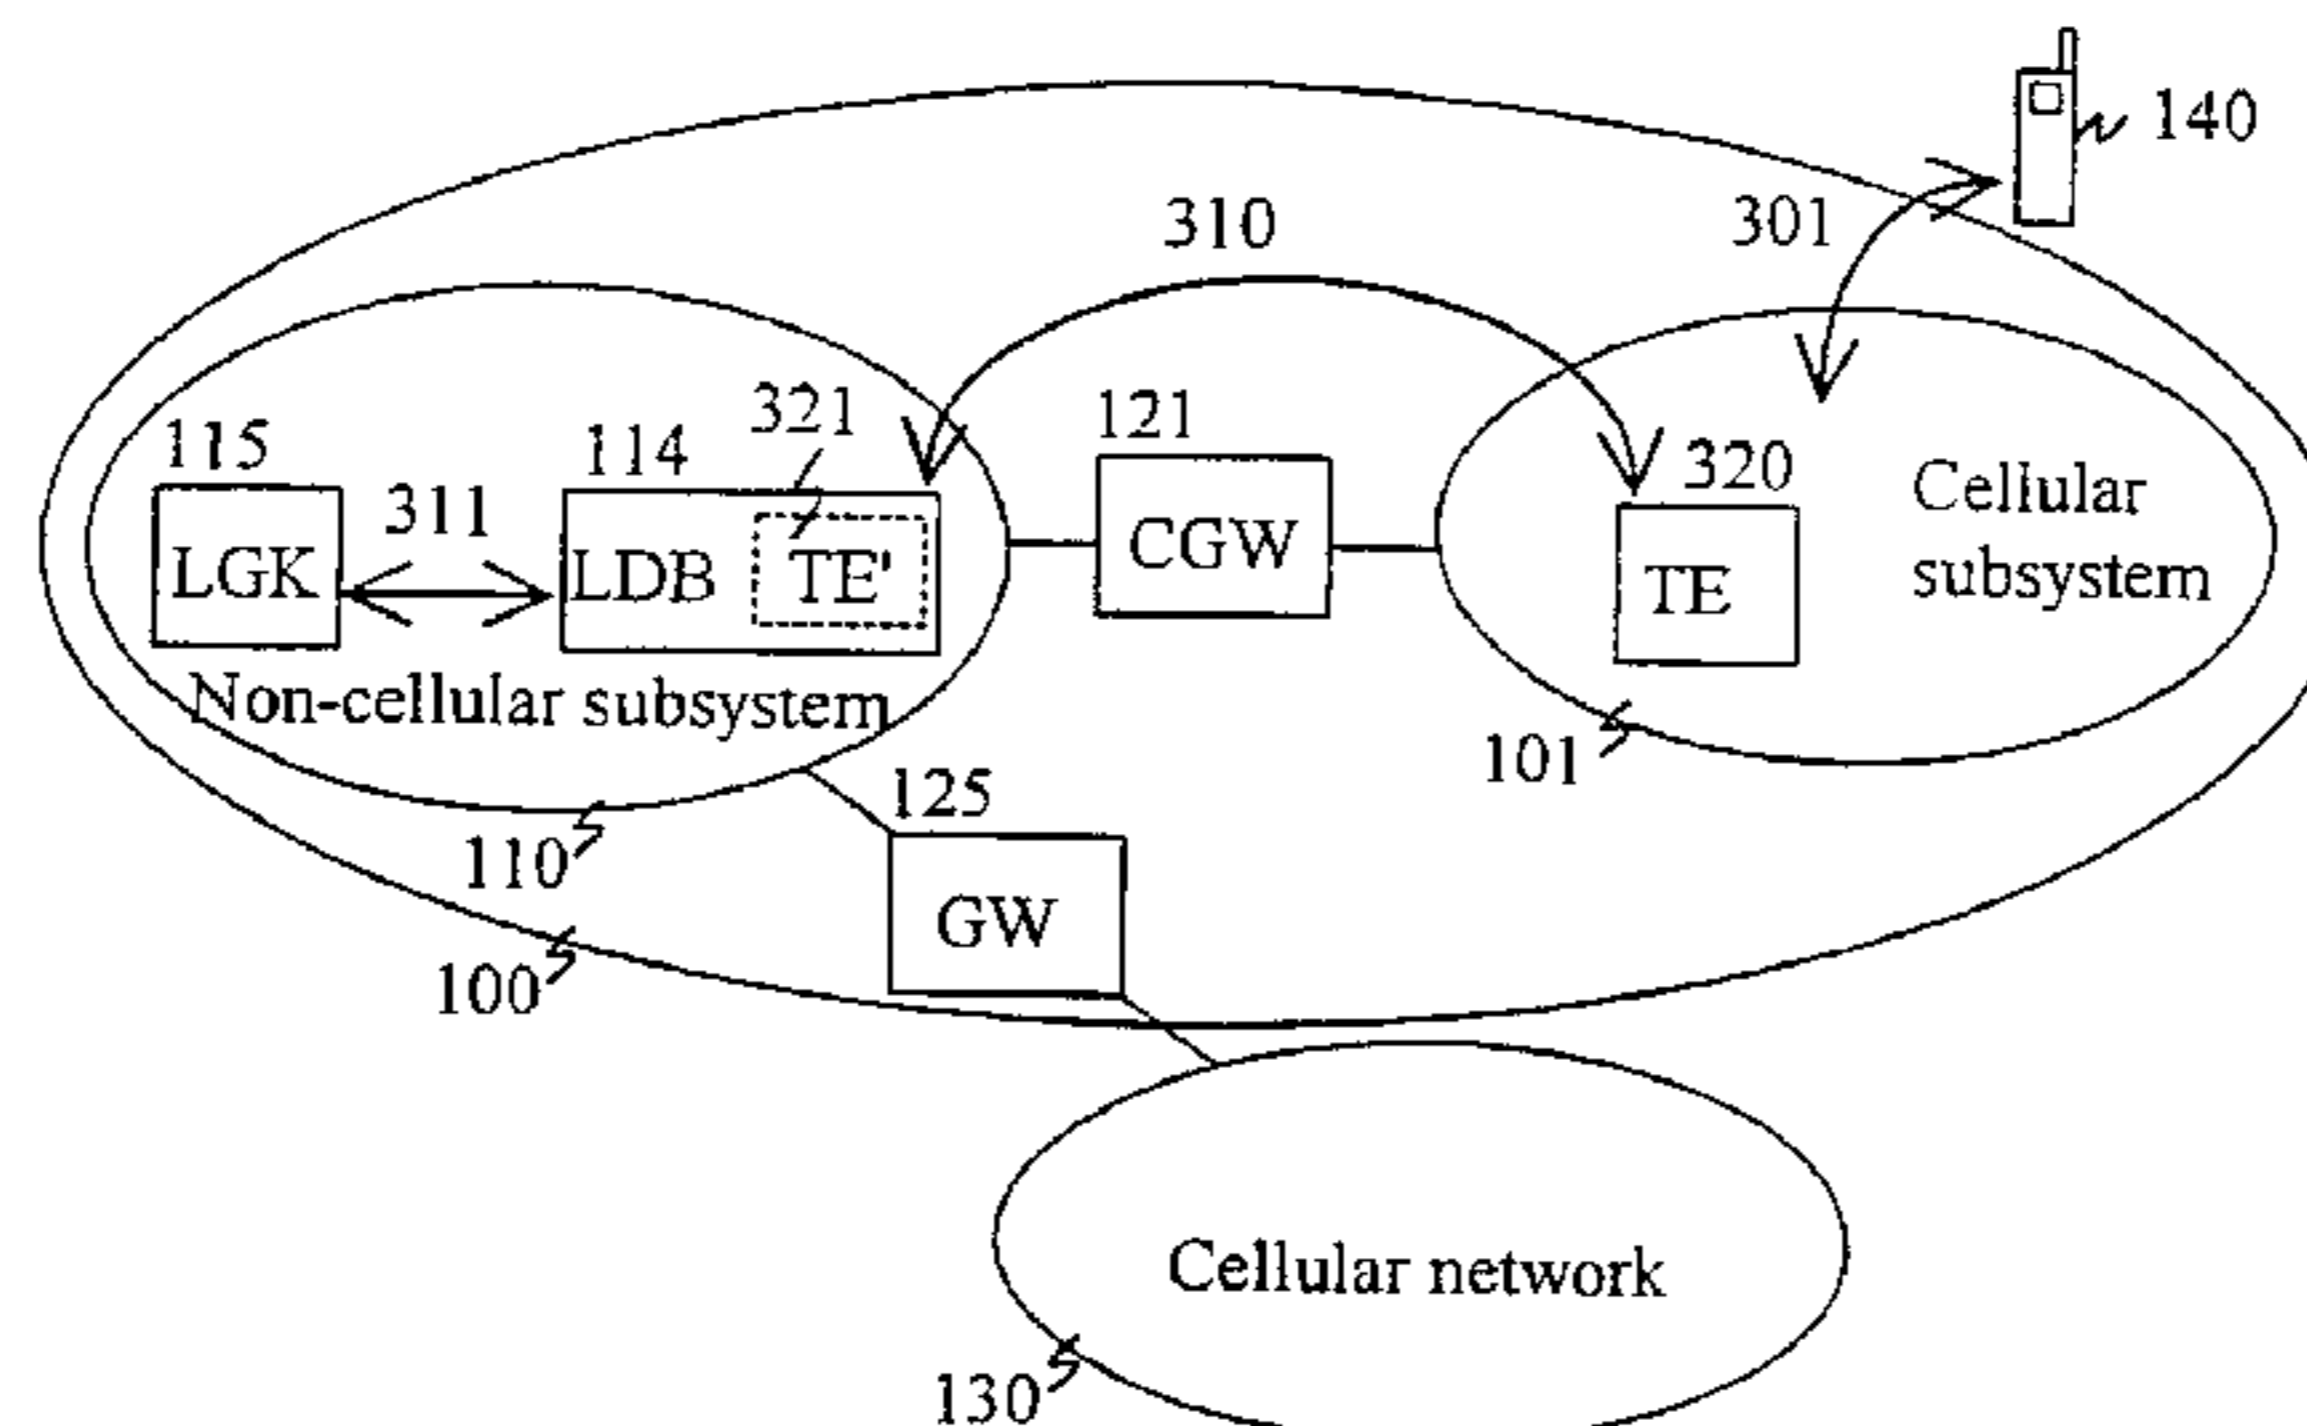 140
310
301
321
115
114
121
311
320
Cellular
subsystem
LGK
LDB
TE'
CGW
TE
Non-cellular subsystem
101
125
110
GW
100
Cellular network
130